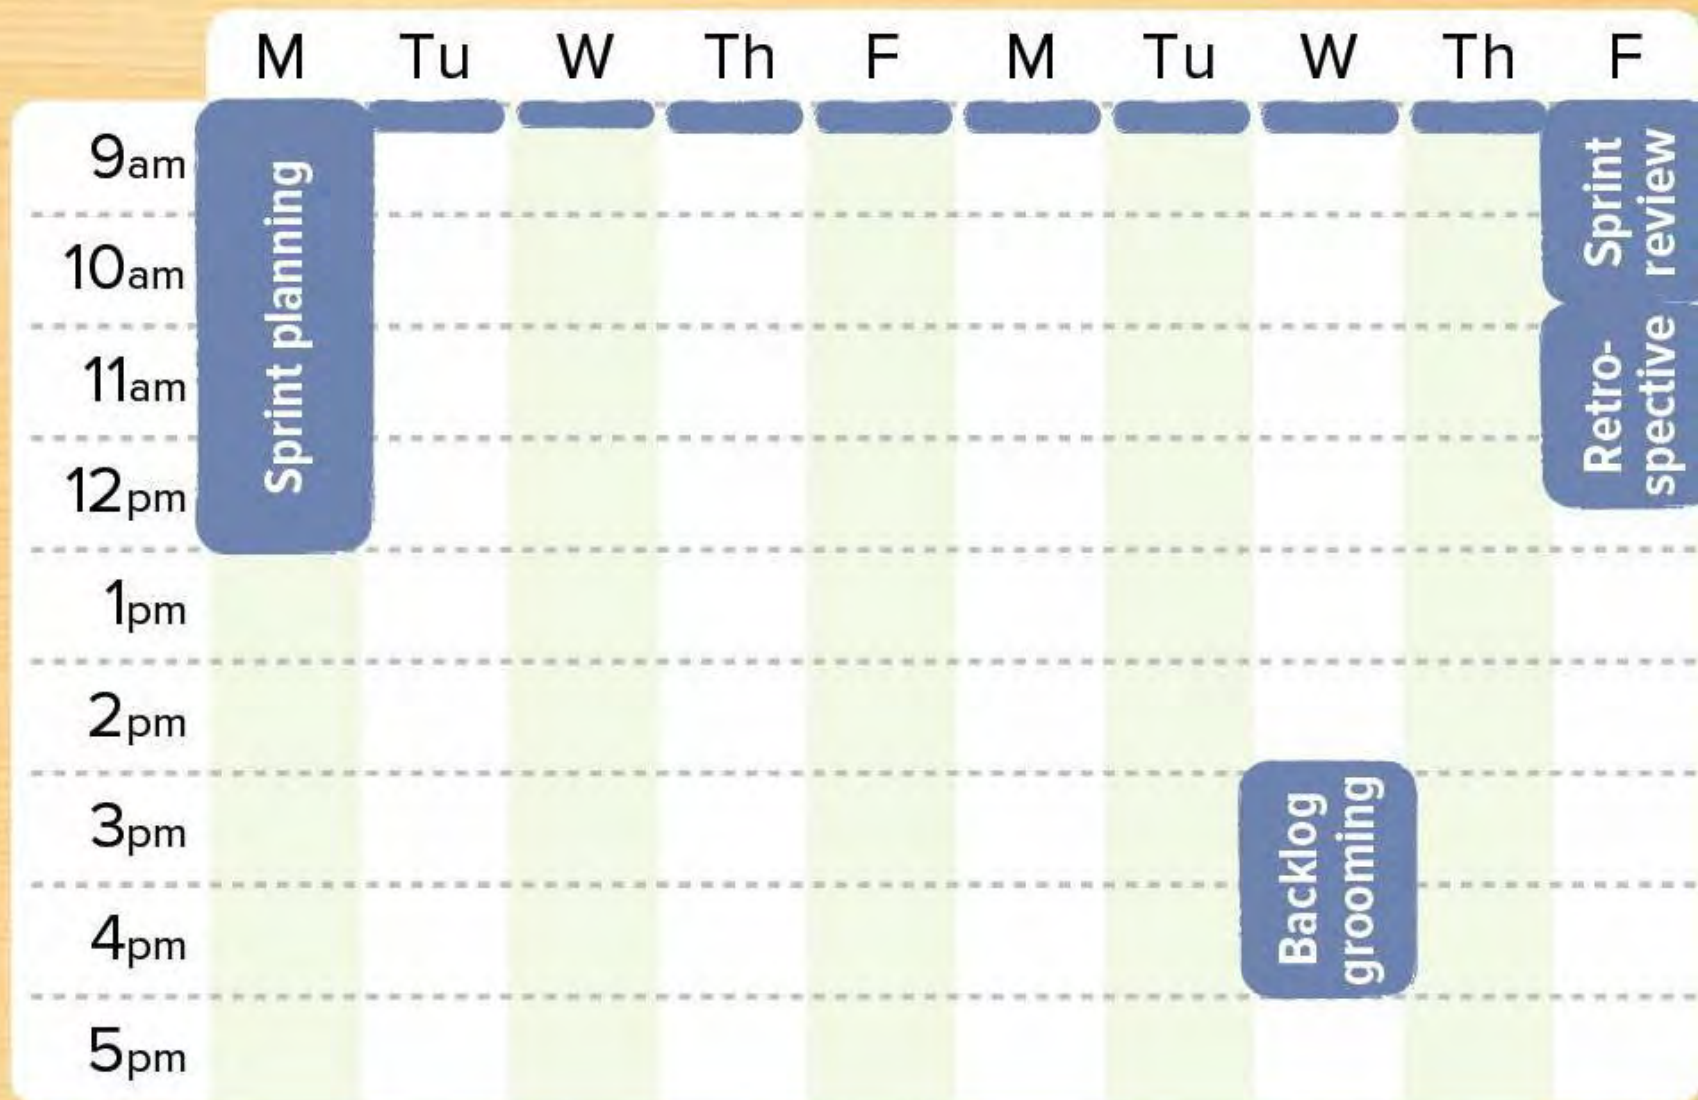 M Tu W Th F M Tu W Th F
9am
10am
11am
12pm
1pm
2pm
3pm
4pm
5pm
Sprint planning
Sprint
review
Retro-
spective
Backlog
grooming